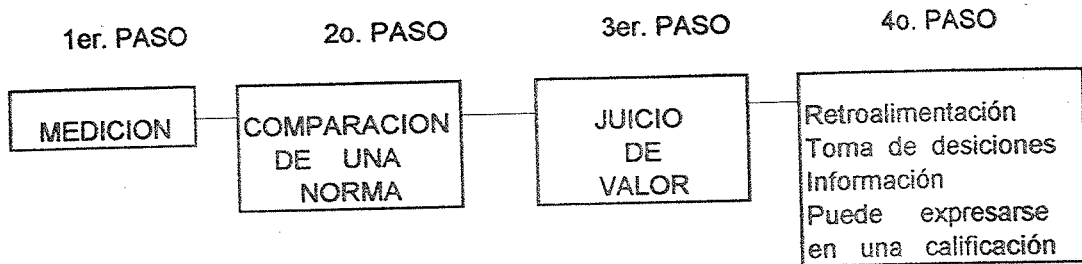 1er. PASO
2o. PASO
3er. PASO
4o. PASO
MEDICION
COMPARACION
DE UNA
NORMA
JUICIO
DE
VALOR
Retroalimentación
Toma de desiciones
Información
Puede expresarse
en una calificación